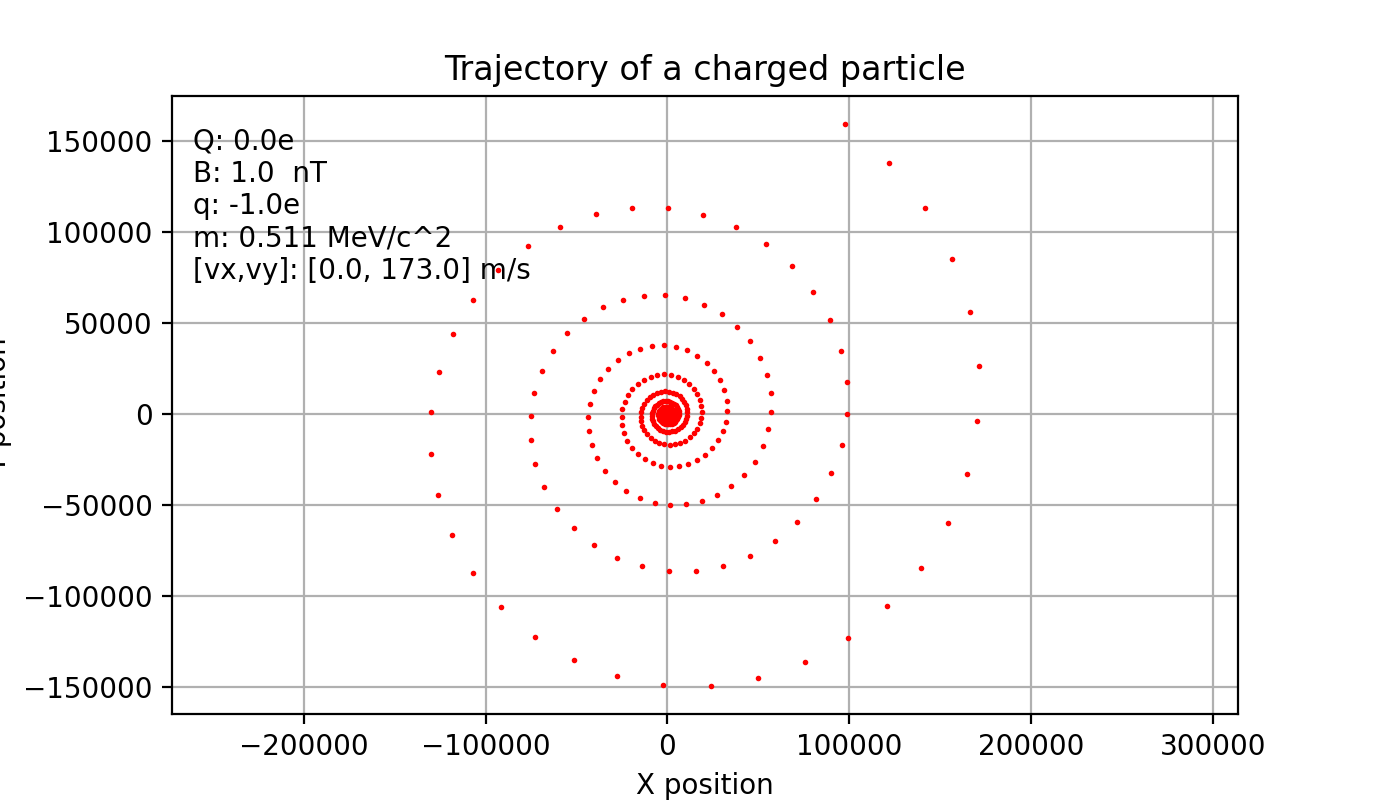 Trajectory of a charged particle
Q: 0.0e
B: 1.0  nT
q: -1.0e
m: 0.511 MeV/c^2
[vx,vy]: [0.0, 173.0] m/s
150000
100000
50000
0
−50000
−100000
−150000
−200000 −100000 0 100000 200000 300000
X position
position